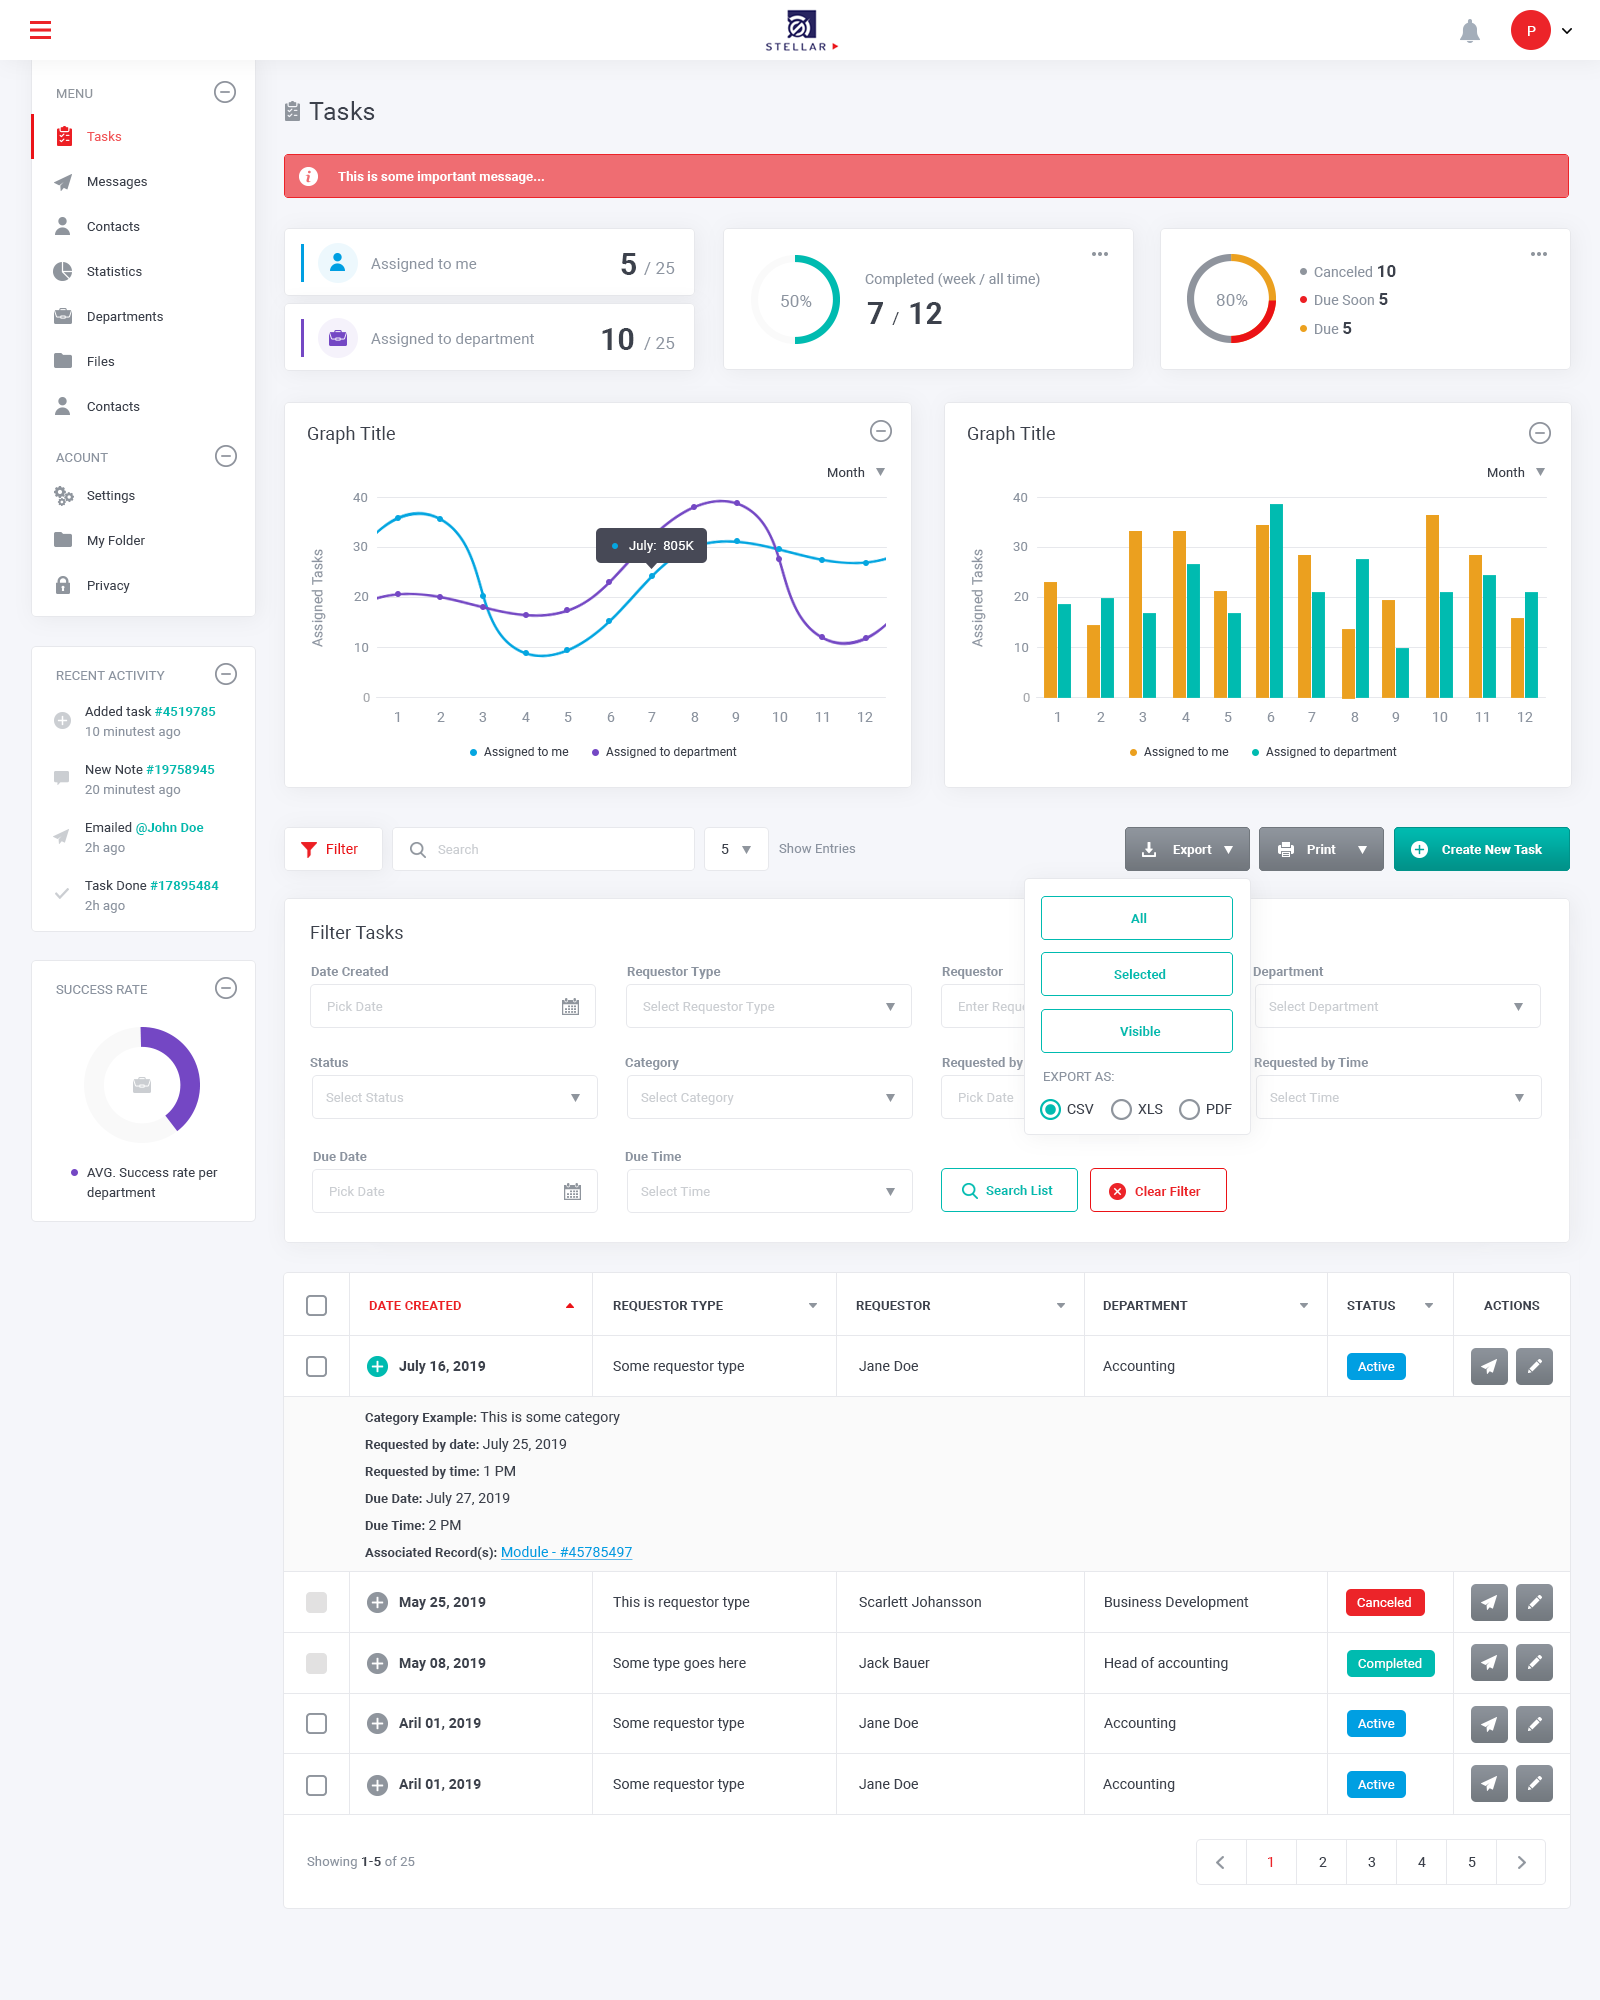 STELLAR
P
MENU
Tasks
Messages
Contacts
Statistics
Departments
Files
Contacts
ACOUNT
Settings
My Folder
Privacy
RECENT ACTIVITY
Added task #4519785
10 minutest ago
New Note #19758945
20 minutest ago
Emailed @John Doe
2h ago
Task Done #17895484
2h ago
SUCCESS RATE
AVG. Success rate per
department
Tasks
This is some important message...
Assigned to me 5 / 25
Assigned to department 10 / 25
50%
Completed (week / all time)
7 / 12
80%
Canceled 10
Due Soon 5
Due 5
Graph Title
Month
Assigned Tasks
40
30
20
10
0
July: 805K
1 2 3 4 5 6 7 8 9 10 11 12
Assigned to me Assigned to department
Graph Title
Month
Assigned Tasks
40
30
20
10
0
1 2 3 4 5 6 7 8 9 10 11 12
Assigned to me Assigned to department
Filter Search 5 Show Entries Export Print Create New Task
All
Selected
Visible
EXPORT AS:
CSV XLS PDF
Filter Tasks
Date Created Requestor Type Requestor Department
Pick Date Select Requestor Type Enter Select Department
Status Category Requested by Requested by Time
Select Status Select Category Pick Date Select Time
Due Date Due Time
Pick Date Select Time Search List Clear Filter
DATE CREATED REQUESTOR TYPE REQUESTOR DEPARTMENT STATUS ACTIONS
July 16, 2019 Some requestor type Jane Doe Accounting Active
Category Example: This is some category
Requested by date: July 25, 2019
Requested by time: 1 PM
Due Date: July 27, 2019
Due Time: 2 PM
Associated Record(s): Module - #45785497
May 25, 2019 This is requestor type Scarlett Johansson Business Development Canceled
May 08, 2019 Some type goes here Jack Bauer Head of accounting Completed
Aril 01, 2019 Some requestor type Jane Doe Accounting Active
Aril 01, 2019 Some requestor type Jane Doe Accounting Active
Showing 1-5 of 25
1 2 3 4 5